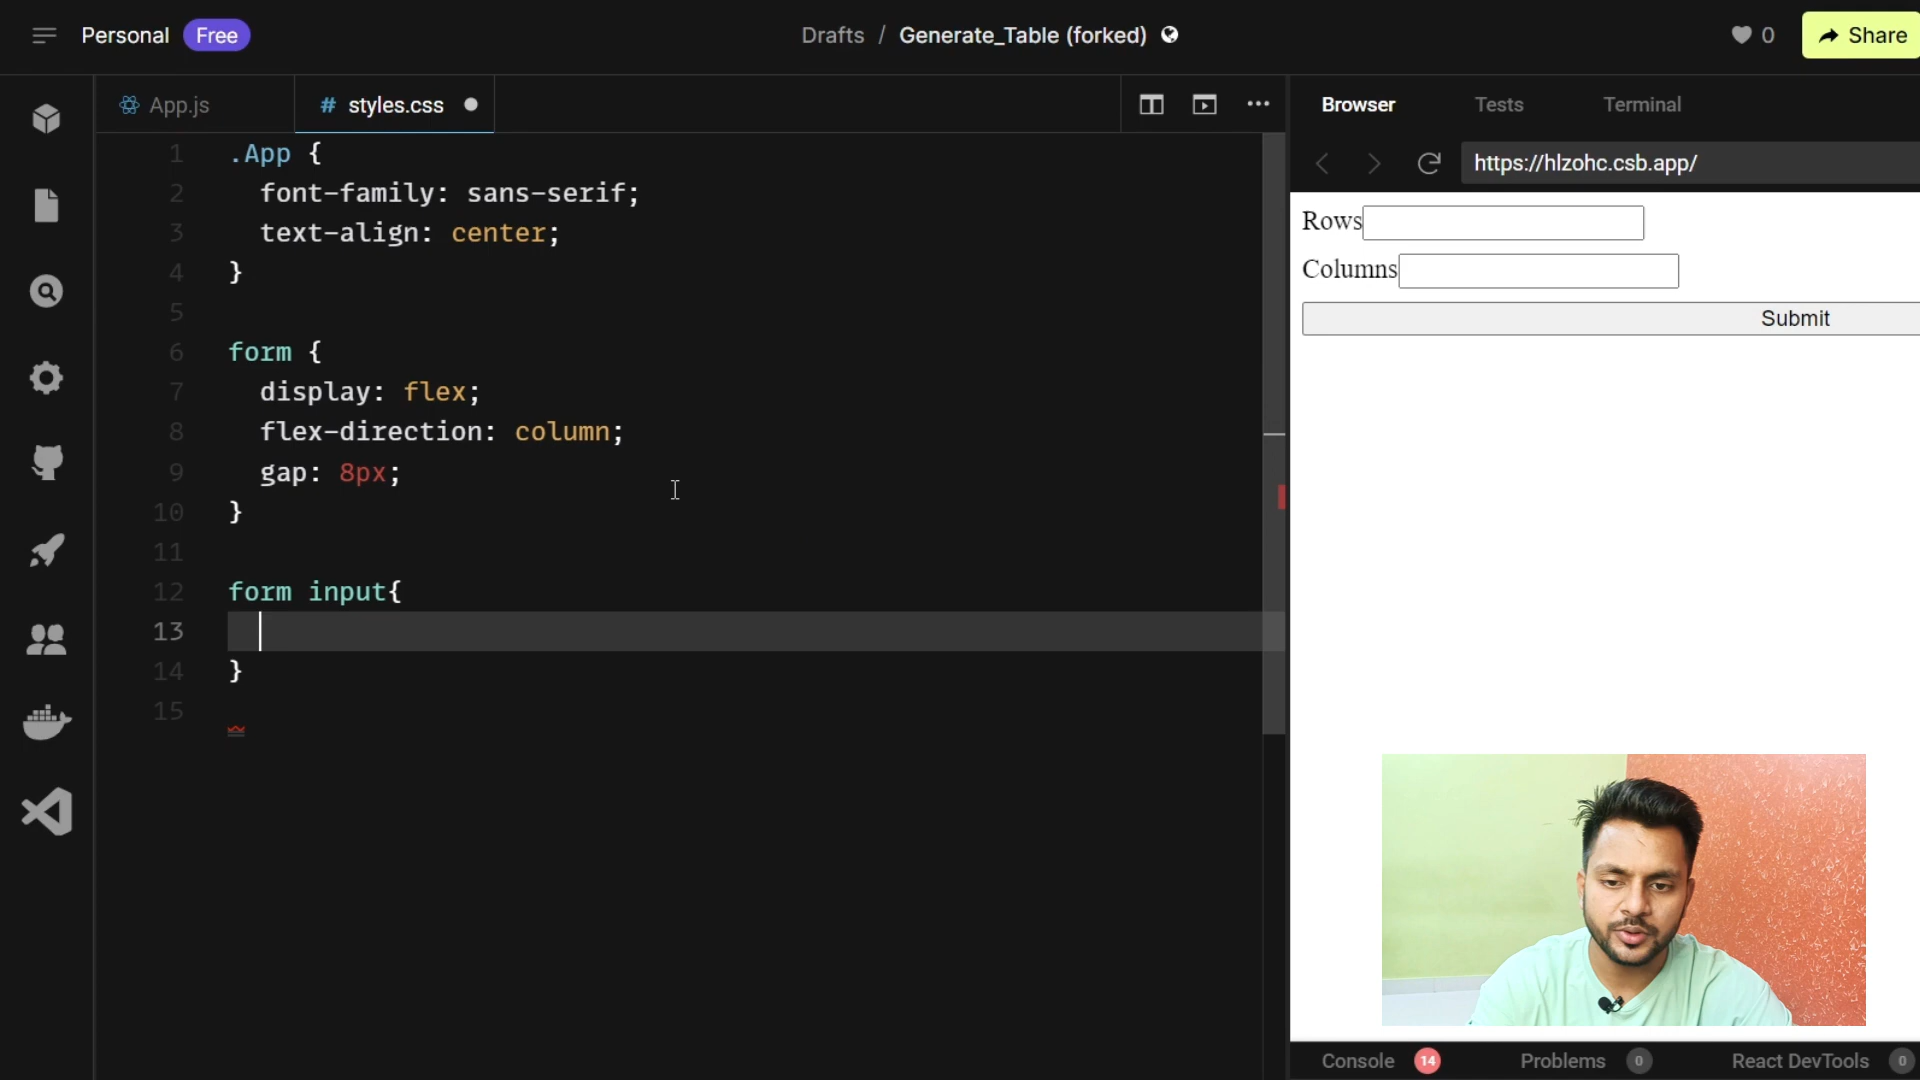 Personal Free
Drafts / Generate_Table (forked)
0
Share
App.js
# styles.css
Browser Tests Terminal
https://hlzohc.csb.app/
1 .App {
2   font-family: sans-serif;
3   text-align: center;
4 }
5
6 form {
7   display: flex;
8   flex-direction: column;
9   gap: 8px;
10 }
11
12 form input{
13
14 }
15
Rows
Columns
Submit
Console 14 Problems 0 React DevTools 0